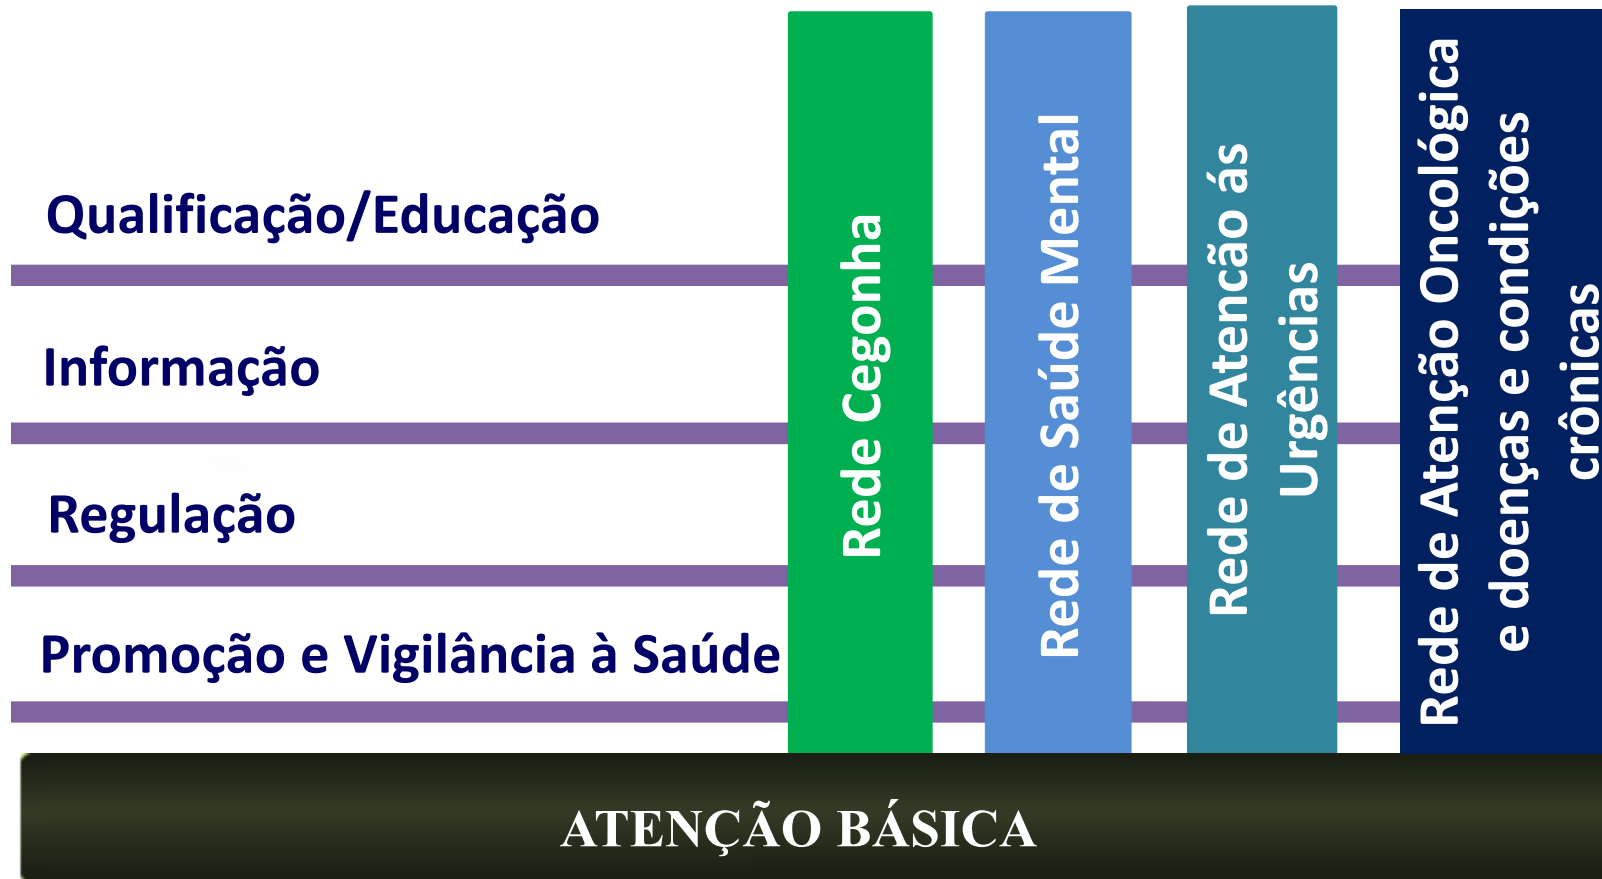 Qualificação/Educação
Informação
Regulação
Promoção e Vigilância à Saúde
Rede Cegonha
Rede de Saúde Mental
Rede de Atencão ás
Urgências
Rede de Atenção Oncológica
e doenças e condições
crônicas
ATENÇÃO BÁSICA